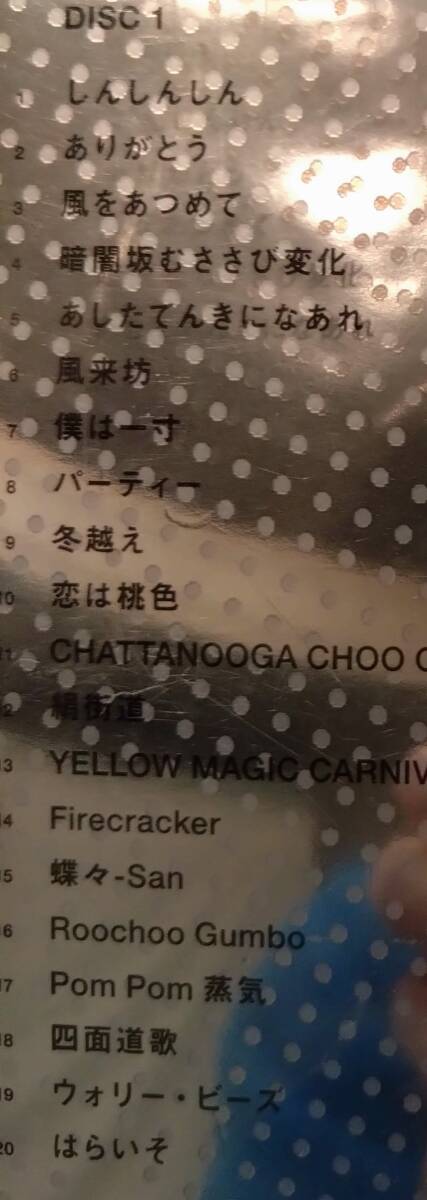 DISC 1
1 しんしんしん
2 ありがとう
3 風をあつめて
4 暗闇坂むささび変化
5 あしたてんきになあれ
6 風来坊
7 僕は一寸
8 パーティー
9 冬越え
10 恋は桃色
11 CHATTANOOGA CHOO C
12 絹街道
13 YELLOW MAGIC CARNIV
14 Firecracker
15 蝶々-San
16 Roochoo Gumbo
17 Pom Pom 蒸気
18 四面道歌
19 ウォリー・ビーズ
20 はらいそ